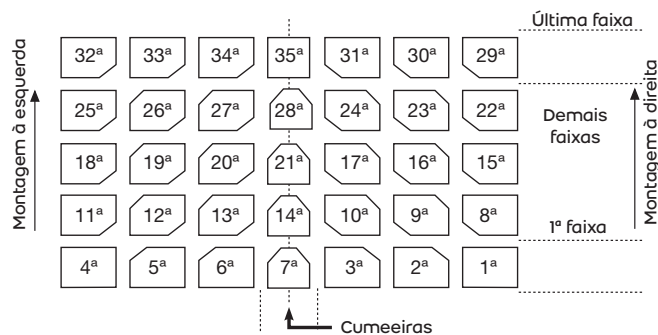 Última faixa
32ª 33ª 34ª 35ª 31ª 30ª 29ª
25ª 26ª 27ª 28ª 24ª 23ª 22ª
Demais
faixas
18ª 19ª 20ª 21ª 17ª 16ª 15ª
11ª 12ª 13ª 14ª 10ª 9ª 8ª
1ª faixa
4ª 5ª 6ª 7ª 3ª 2ª 1ª
Cumeeiras
Montagem à esquerda
Montagem à direita